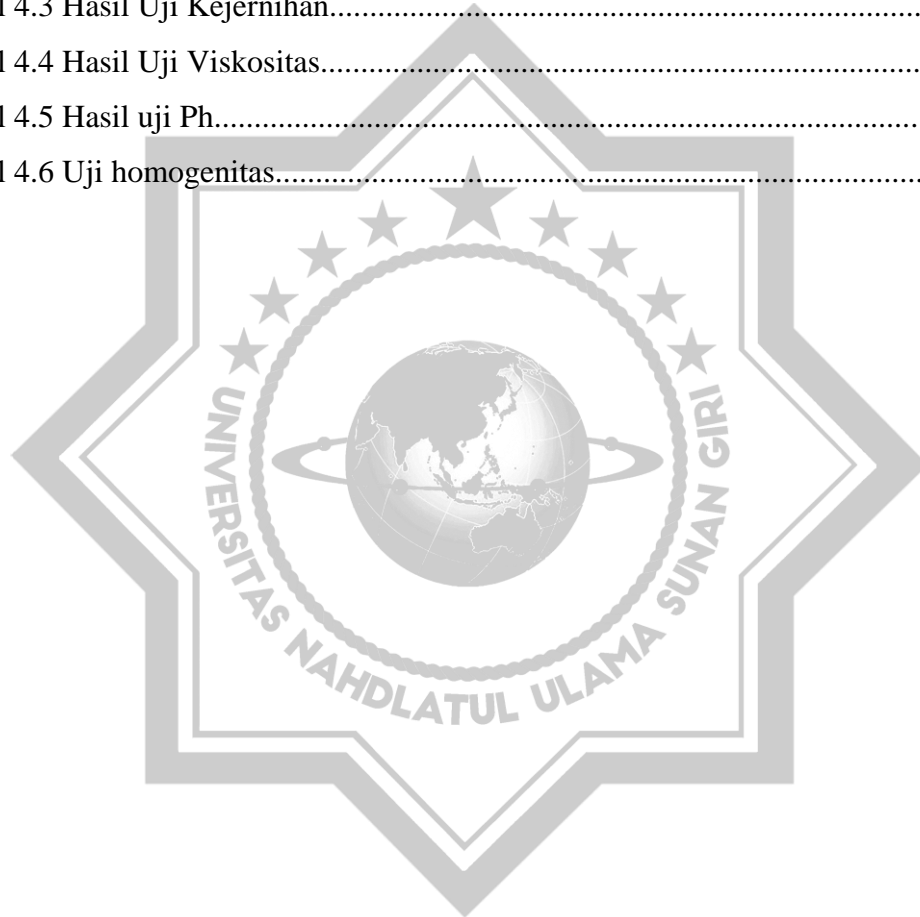 l 4.3 Hasil Uji Kejernihan........................................................................................
l 4.4 Hasil Uji Viskositas........................................................................................
l 4.5 Hasil uji Ph........................................................................................
l 4.6 Uji homogenitas........................................................................................
UNIVERSITAS NAHDLATUL ULAMA SUNAN GIRI